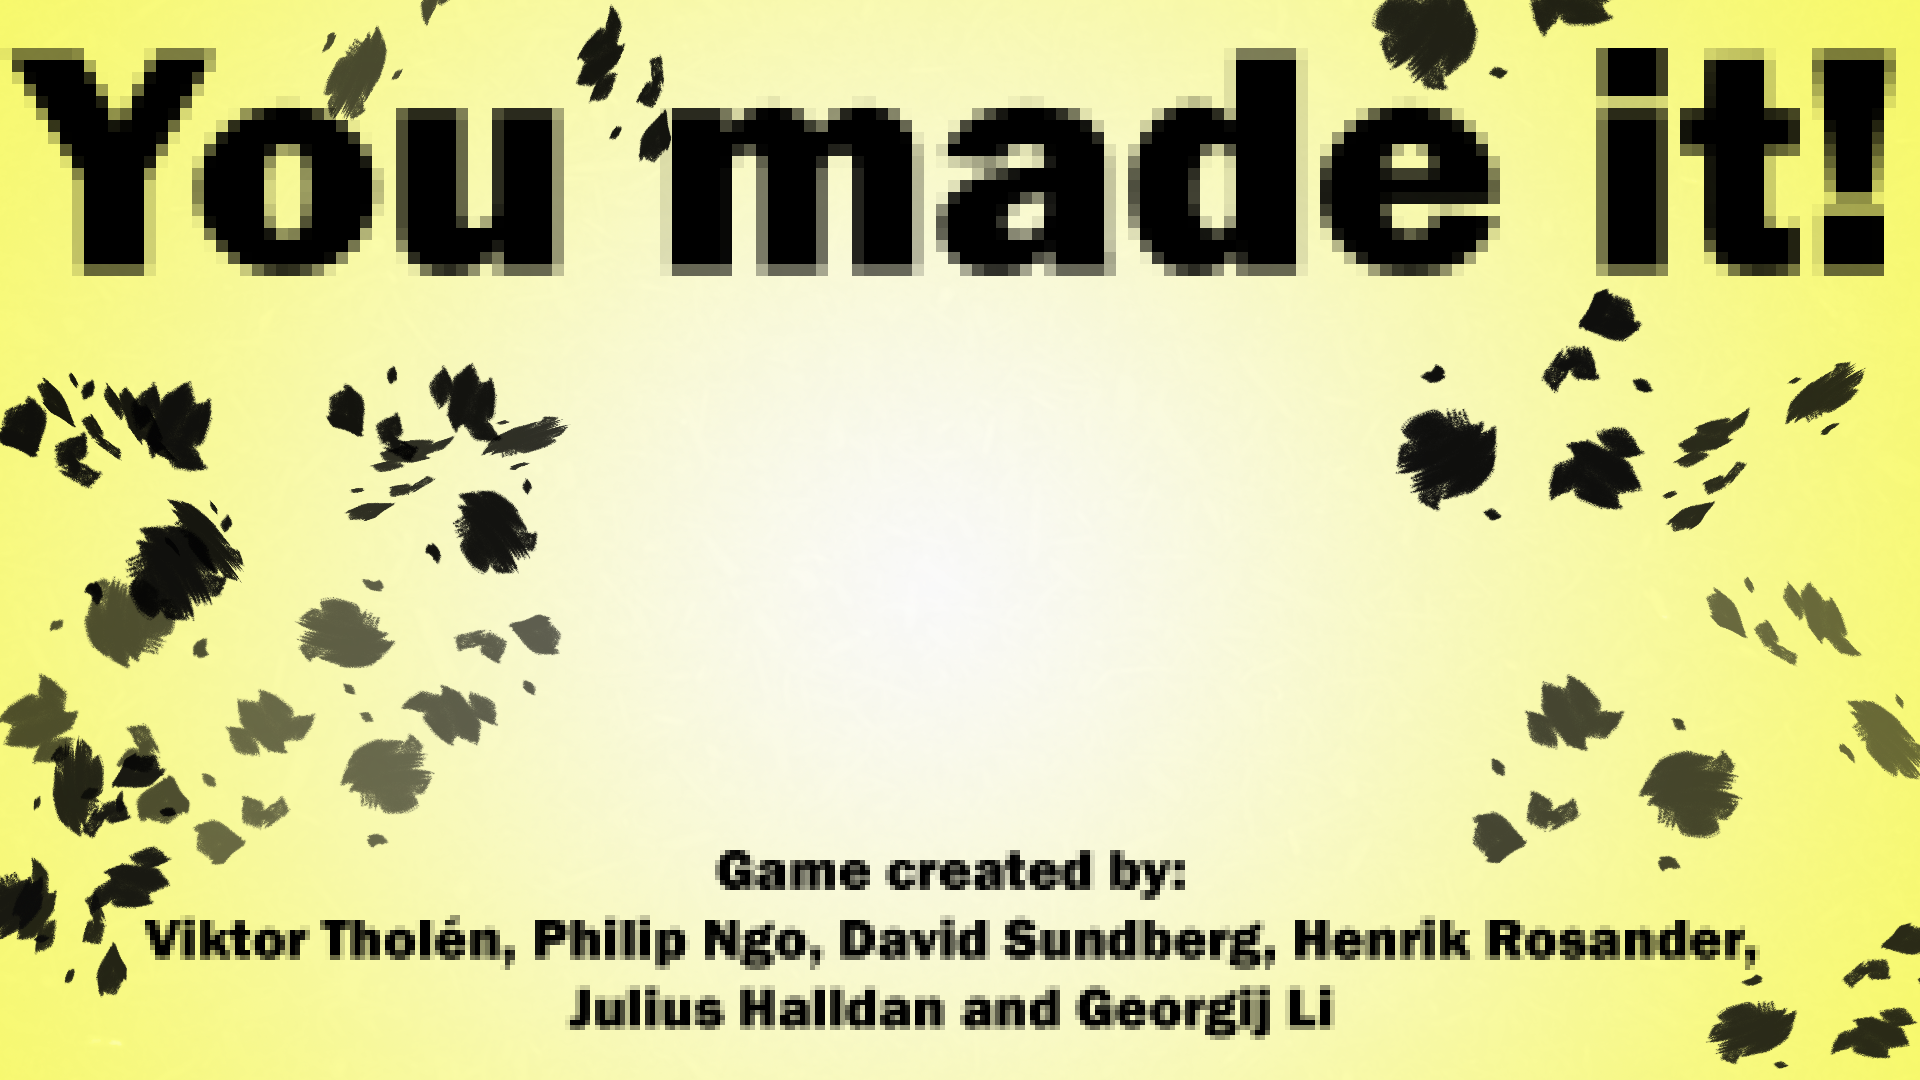 You made it!
Game created by:
Viktor Tholén, Philip Ngo, David Sundberg, Henrik Rosander,
Julius Halldan and Georgij Li